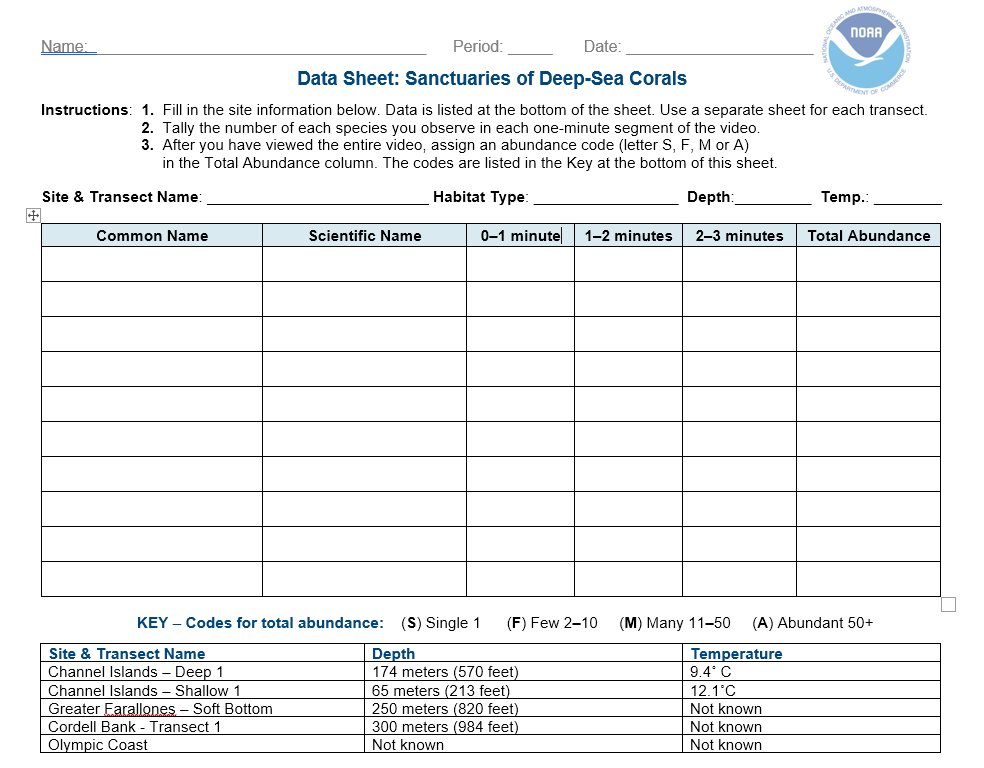 Name: ______ Period: _____ Date: ______
NATIONAL OCEANIC AND ATMOSPHERIC ADMINISTRATION
NOAA
U.S. DEPARTMENT OF COMMERCE
Data Sheet: Sanctuaries of Deep-Sea Corals
Instructions: 1. Fill in the site information below. Data is listed at the bottom of the sheet. Use a separate sheet for each transect.
2. Tally the number of each species you observe in each one-minute segment of the video.
3. After you have viewed the entire video, assign an abundance code (letter S, F, M or A)
in the Total Abundance column. The codes are listed in the Key at the bottom of this sheet.
Site & Transect Name: ______ Habitat Type: ______ Depth:______ Temp.: ______
Common Name Scientific Name 0–1 minute 1–2 minutes 2–3 minutes Total Abundance
KEY – Codes for total abundance: (S) Single 1 (F) Few 2–10 (M) Many 11–50 (A) Abundant 50+
Site & Transect Name Depth Temperature
Channel Islands – Deep 1 174 meters (570 feet) 9.4˚ C
Channel Islands – Shallow 1 65 meters (213 feet) 12.1˚C
Greater Farallones – Soft Bottom 250 meters (820 feet) Not known
Cordell Bank - Transect 1 300 meters (984 feet) Not known
Olympic Coast Not known Not known